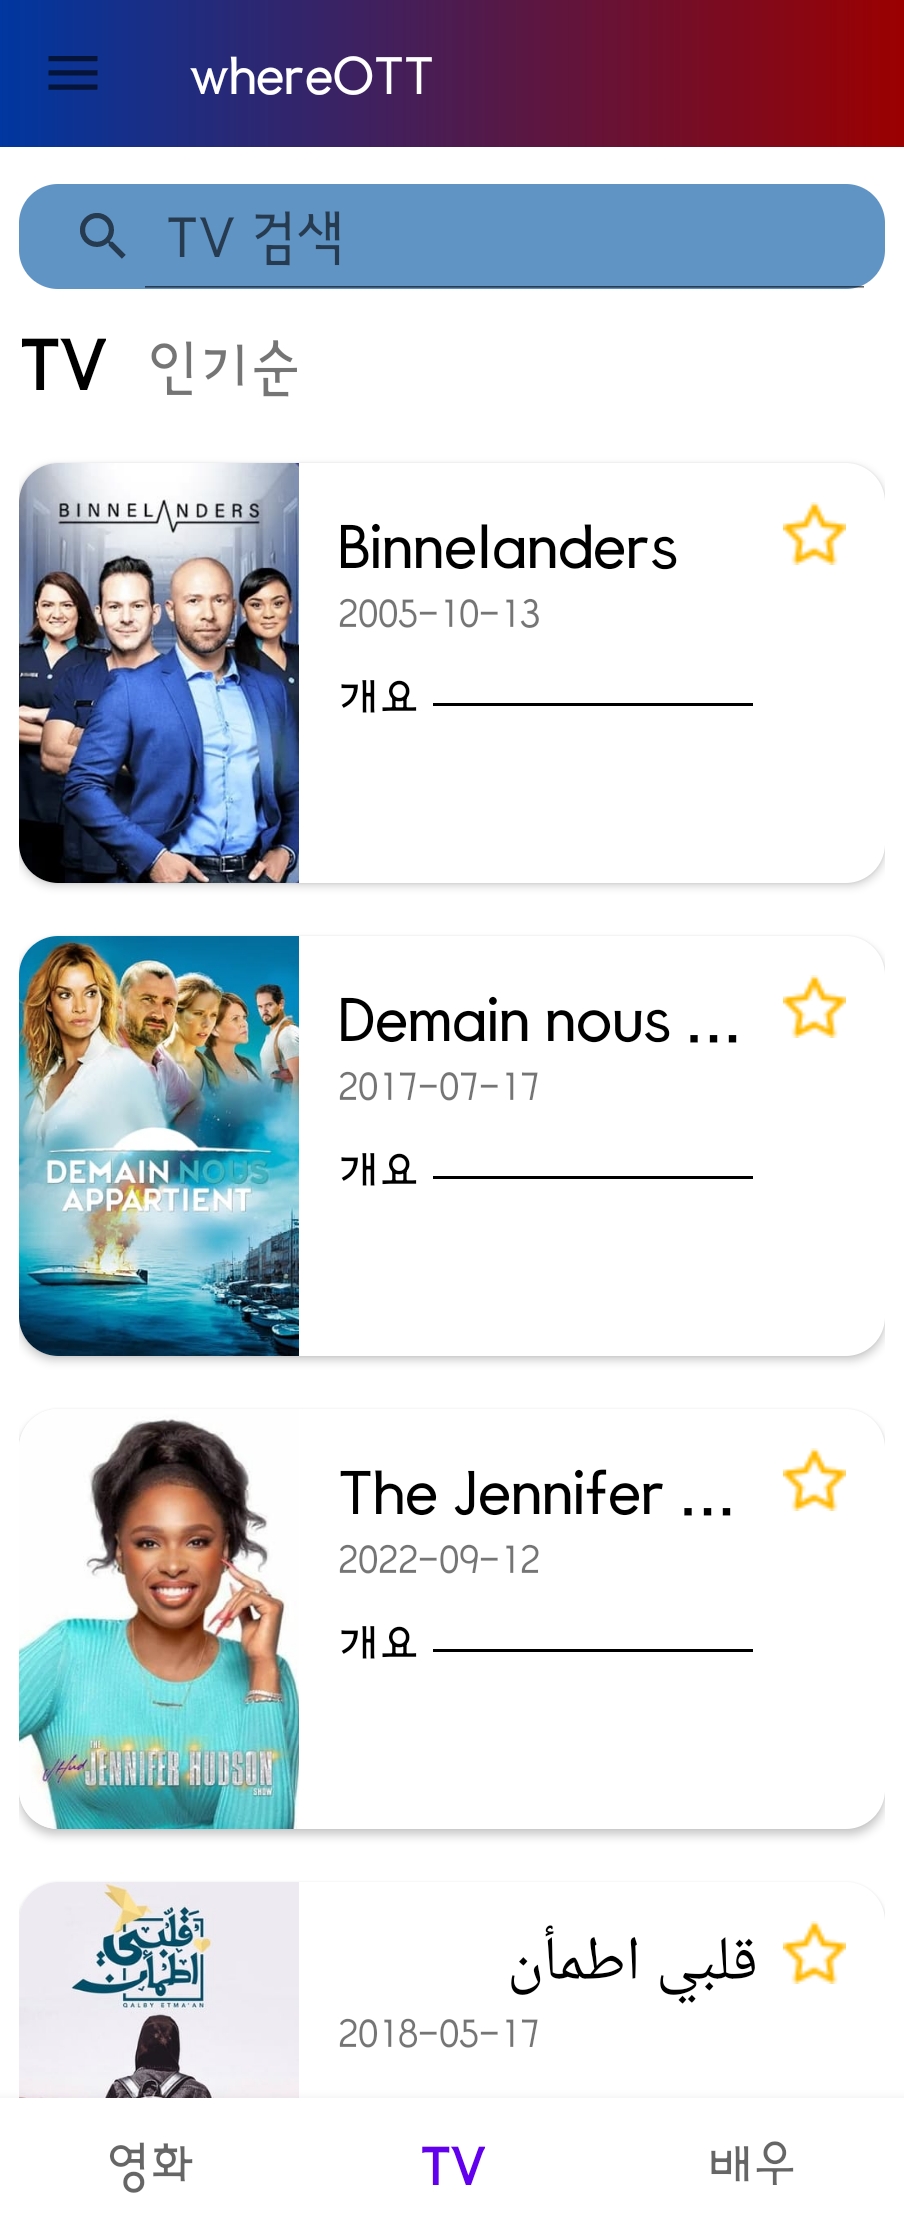 whereOTT
TV 검색
TV 인기순
BINNELANDERS
Binnelanders
2005-10-13
개요
DEMAIN NOUS
APPARTIENT
Demain nous ...
2017-07-17
개요
THE
JHud JENNIFER HUDSON
SHOW
The Jennifer ...
2022-09-12
개요
قلبي
اطمأن
QALBY ETMA'AN
قلبي اطمأن
2018-05-17
영화 TV 배우